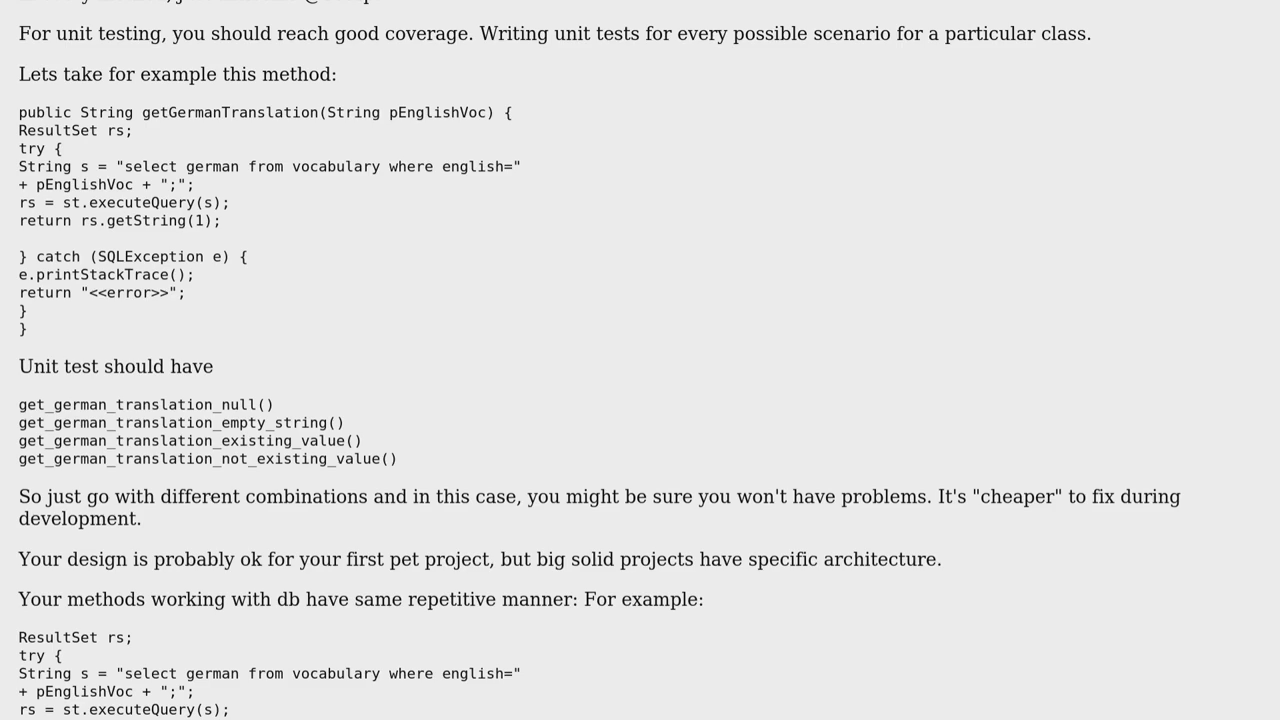 For unit testing, you should reach good coverage. Writing unit tests for every possible scenario for a particular class.
Lets take for example this method:
public String getGermanTranslation(String pEnglishVoc) {
ResultSet rs;
try {
String s = "select german from vocabulary where english="
+ pEnglishVoc + ";";
rs = st.executeQuery(s);
return rs.getString(1);
} catch (SQLException e) {
e.printStackTrace();
return "<<error>>";
}
}
Unit test should have
get_german_translation_null()
get_german_translation_empty_string()
get_german_translation_existing_value()
get_german_translation_not_existing_value()
So just go with different combinations and in this case, you might be sure you won't have problems. It's "cheaper" to fix during
development.
Your design is probably ok for your first pet project, but big solid projects have specific architecture.
Your methods working with db have same repetitive manner: For example:
ResultSet rs;
try {
String s = "select german from vocabulary where english="
+ pEnglishVoc + ";";
rs = st.executeQuery(s);